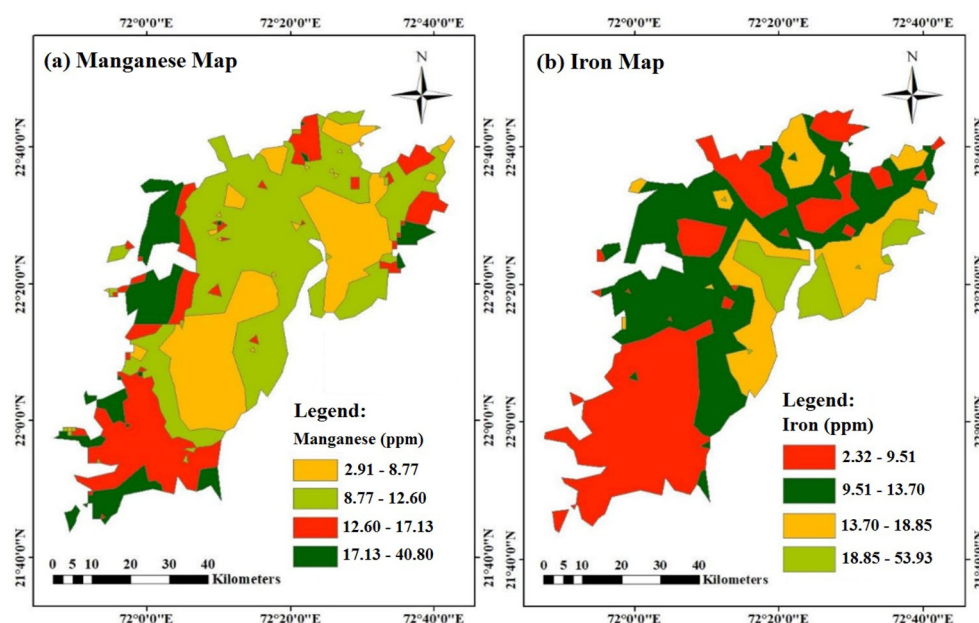 72°0'0"E 72°20'0"E 72°40'0"E
(a) Manganese Map
N
22°40'0"N
22°20'0"N
22°0'0"N
21°40'0"N
22°40'0"N
22°20'0"N
22°0'0"N
21°40'0"N
Legend:
Manganese (ppm)
2.91 - 8.77
8.77 - 12.60
12.60 - 17.13
17.13 - 40.80
0 5 10 20 30 40
Kilometers
72°0'0"E 72°20'0"E 72°40'0"E
72°0'0"E 72°20'0"E 72°40'0"E
(b) Iron Map
N
Legend:
Iron (ppm)
2.32 - 9.51
9.51 - 13.70
13.70 - 18.85
18.85 - 53.93
0 5 10 20 30 40
Kilometers
72°0'0"E 72°20'0"E 72°40'0"E